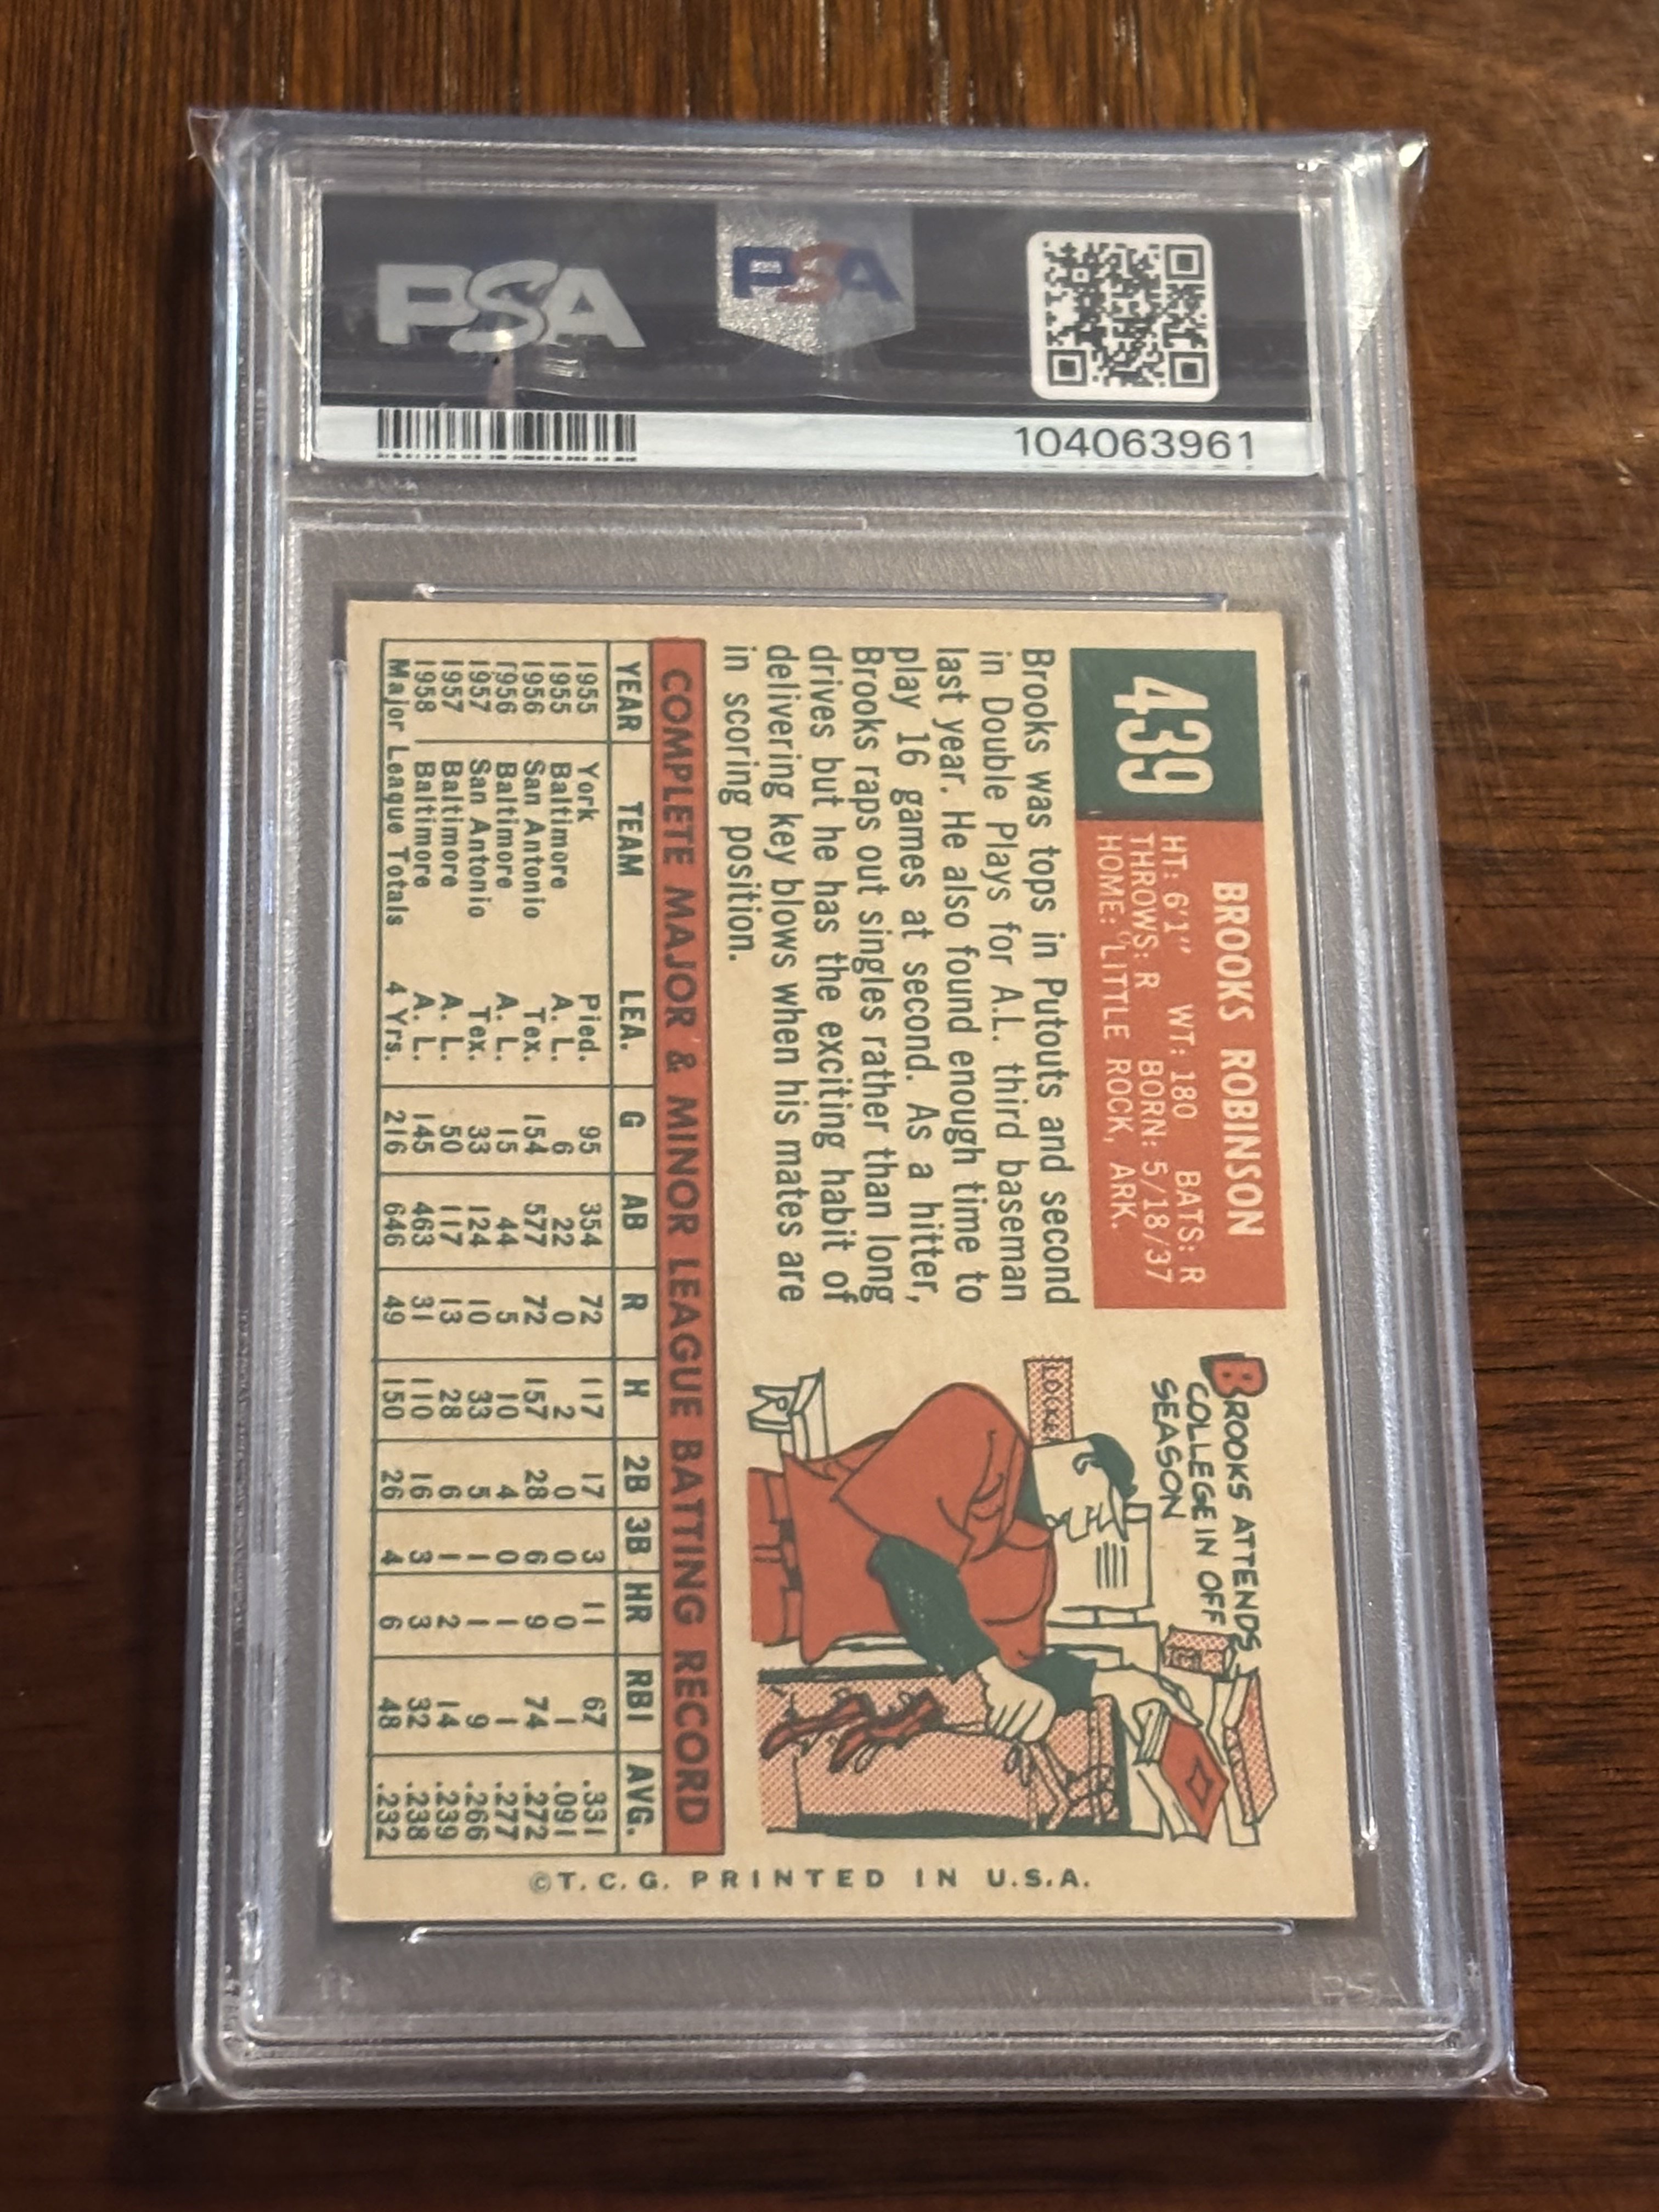 PSA
PSA
104063961
439
BROOKS ROBINSON
HT: 6'1" WT: 180 BATS: R
THROWS: R BORN: 5/18/37
HOME: LITTLE ROCK, ARK.
Brooks was tops in Putouts and second
in Double Plays for A.L. third baseman
last year. He also found enough time to
play 16 games at second. As a hitter,
Brooks raps out singles rather than long
drives but he has the exciting habit of
delivering key blows when his mates are
in scoring position.
BROOKS ATTENDS
COLLEGE IN OFF
SEASON
COMPLETE MAJOR & MINOR LEAGUE BATTING RECORD
YEAR TEAM LEA. G AB R H 2B 3B HR RBI AVG.
1955 York Pied. 95 354 72 117 17 3 11 67 .331
1955 Baltimore A. L. 6 22 0 2 0 0 0 1 .091
1956 San Antonio Tex. 154 577 72 157 28 6 9 74 .272
1956 Baltimore A. L. 15 44 5 10 4 0 1 1 .277
1957 San Antonio Tex. 33 124 10 33 5 1 1 9 .266
1957 Baltimore A. L. 50 117 13 28 6 1 2 14 .239
1958 Baltimore A. L. 145 463 31 110 16 3 3 32 .238
Major League Totals 4 Yrs. 216 646 49 150 26 4 6 48 .232
©T.C.G. PRINTED IN U.S.A.